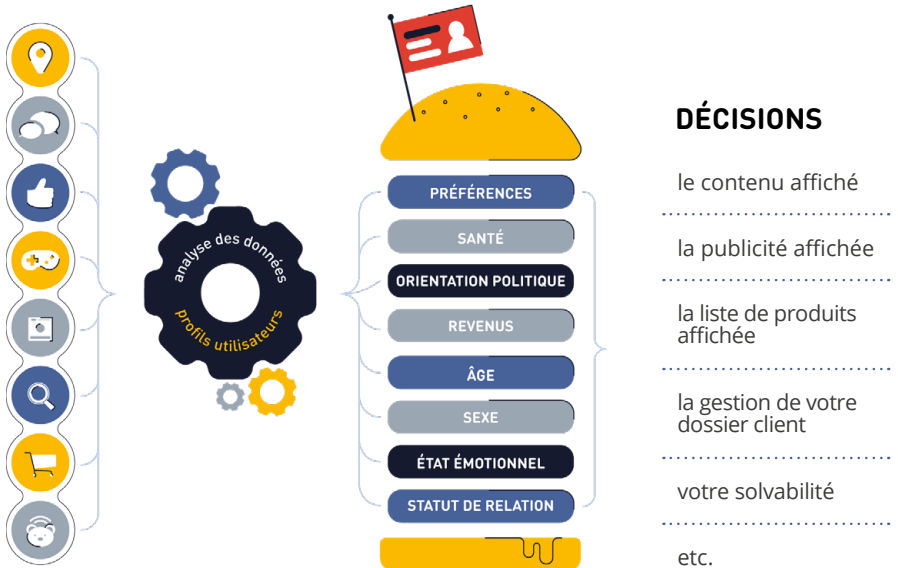 analyse des données
profils utilisateurs
PRÉFÉRENCES
SANTÉ
ORIENTATION POLITIQUE
REVENUS
ÂGE
SEXE
ÉTAT ÉMOTIONNEL
STATUT DE RELATION
DÉCISIONS
le contenu affiché
la publicité affichée
la liste de produits
affichée
la gestion de votre
dossier client
votre solvabilité
etc.